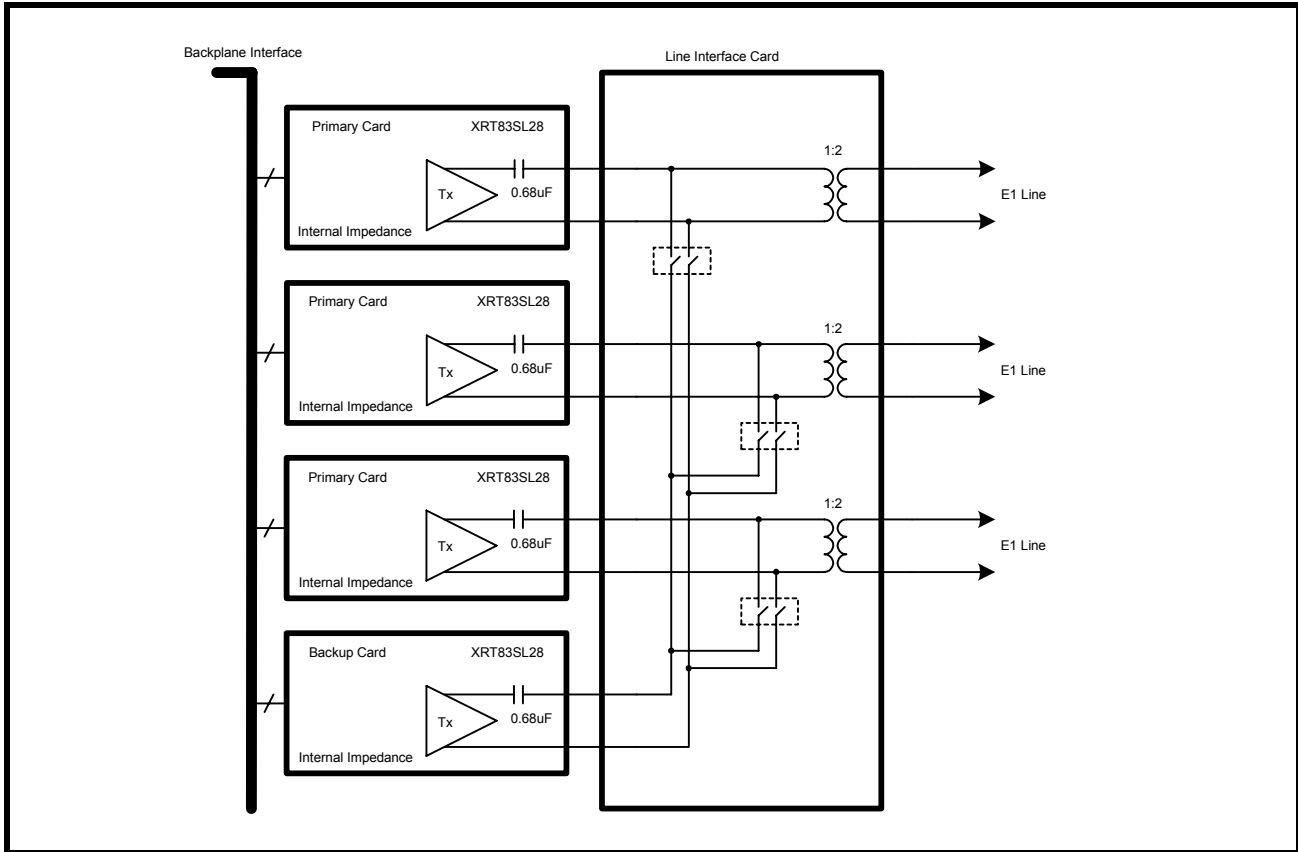 Backplane Interface
Line Interface Card
Primary Card XRT83SL28
Tx
0.68uF
Internal Impedance
1:2
E1 Line
Primary Card XRT83SL28
Tx
0.68uF
Internal Impedance
1:2
E1 Line
Primary Card XRT83SL28
Tx
0.68uF
Internal Impedance
1:2
E1 Line
Backup Card XRT83SL28
Tx
0.68uF
Internal Impedance